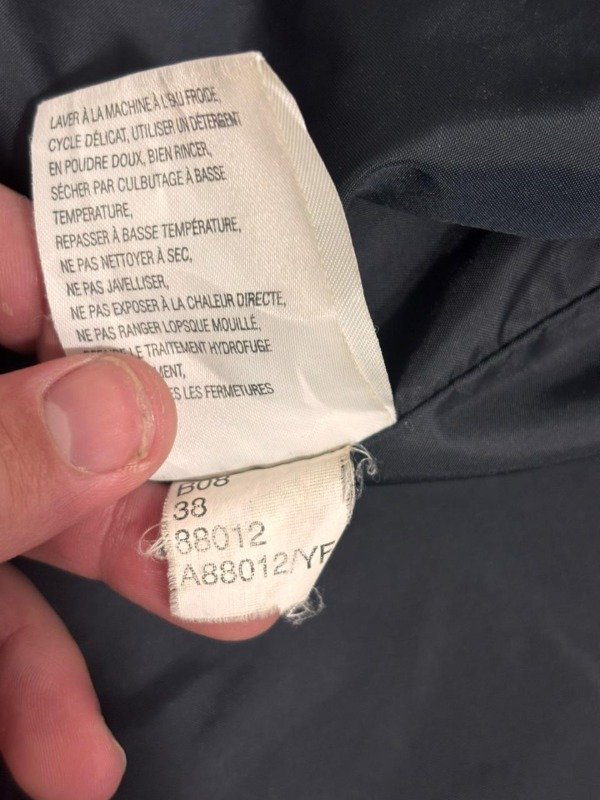 LAVER À LA MACHINE À L'EAU FROIDE,
CYCLE DÉLICAT, UTILISER UN DÉTERGENT
EN POUDRE DOUX, BIEN RINCER,
SÉCHER PAR CULBUTAGE À BASSE
TEMPERATURE,
REPASSER À BASSE TEMPÉRATURE,
NE PAS NETTOYER À SEC,
NE PAS JAVELLISER,
NE PAS EXPOSER À LA CHALEUR DIRECTE,
NE PAS RANGER LOPSQUE MOUILLÉ,
LE TRAITEMENT HYDROFUGE
LES FERMETURES
B08
38
88012
A88012/YF